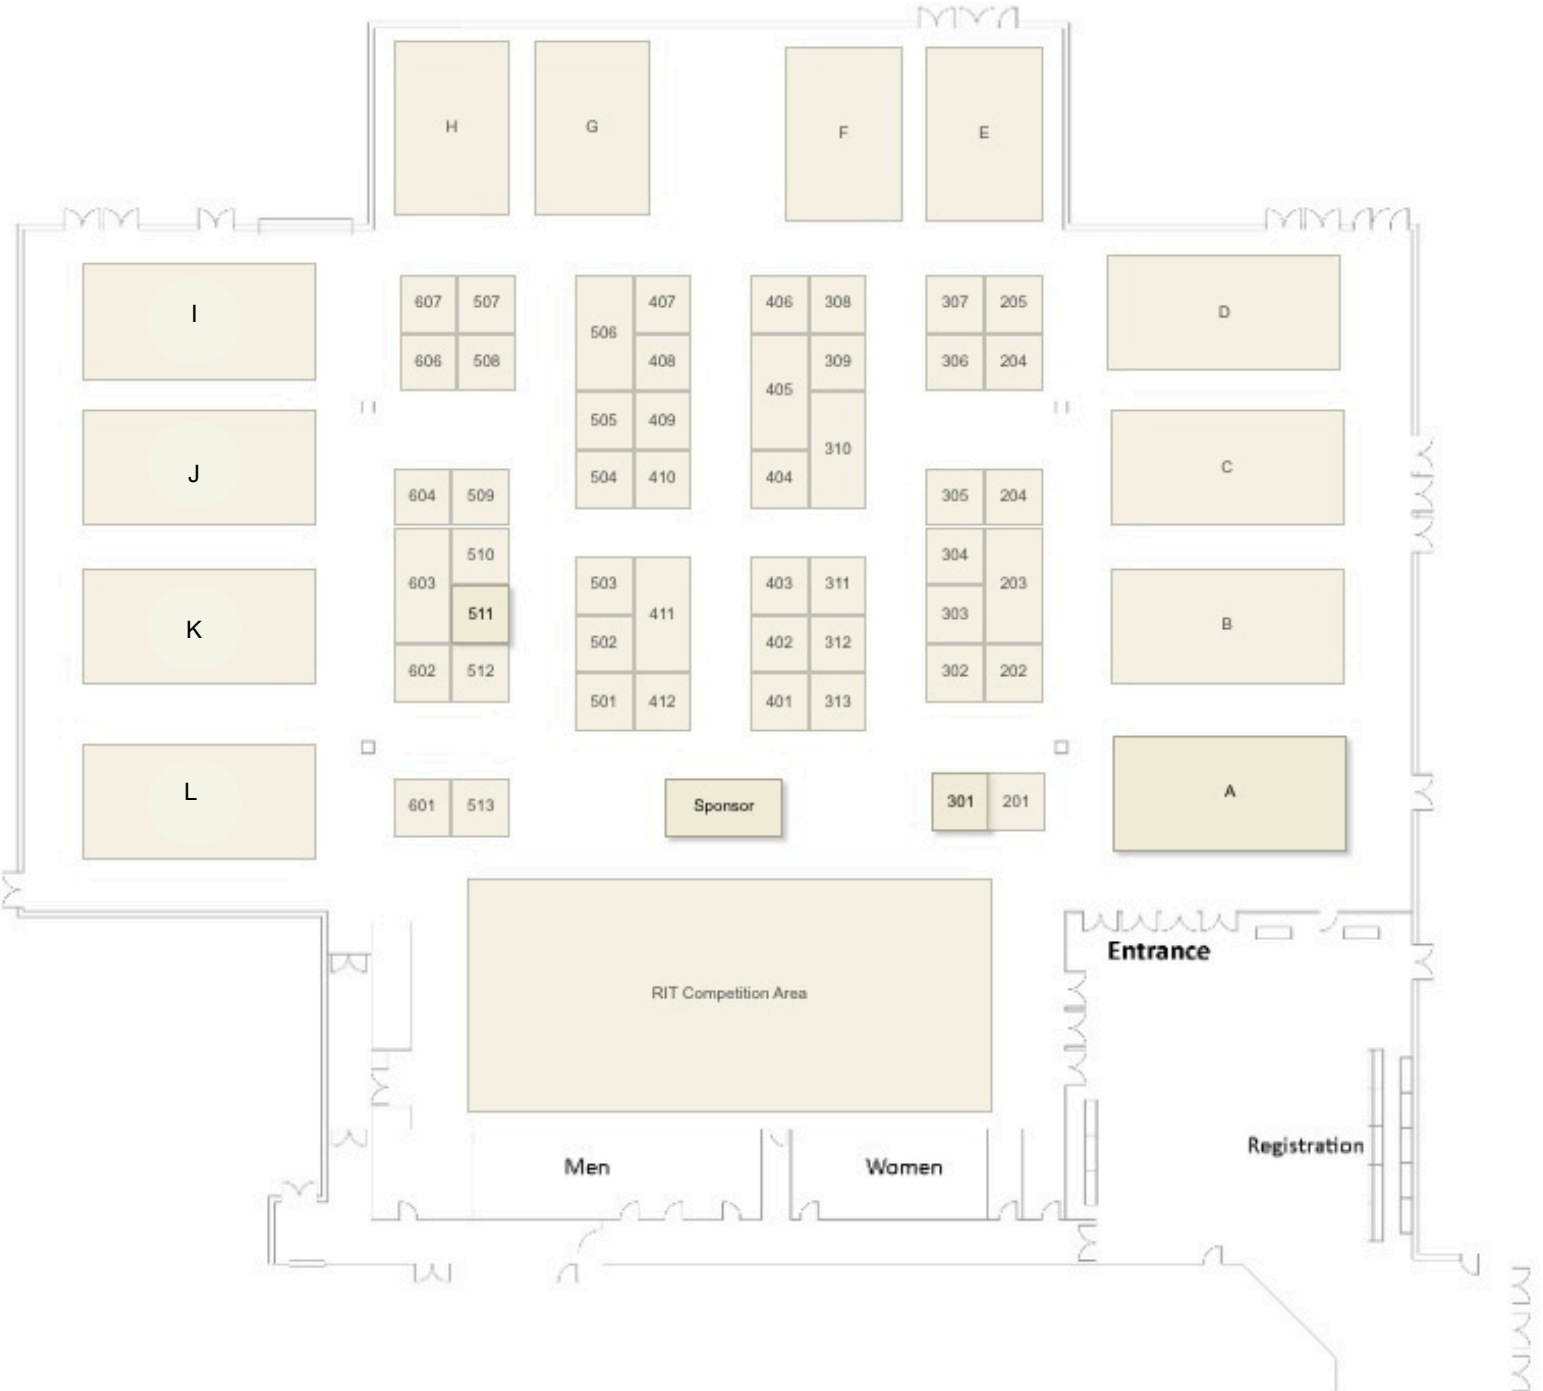 H G F E
I 607 507 506 407 406 308 307 205 D
606 508 408 405 309 306 204
J 505 409 310 C
604 509 504 410 404 305 204
603 510 503 411 403 311 304 203
K 511 502 402 312 303 B
602 512 501 412 401 313 302 202
L 601 513 Sponsor 301 201 A
Entrance
RIT Competition Area
Registration
Men Women